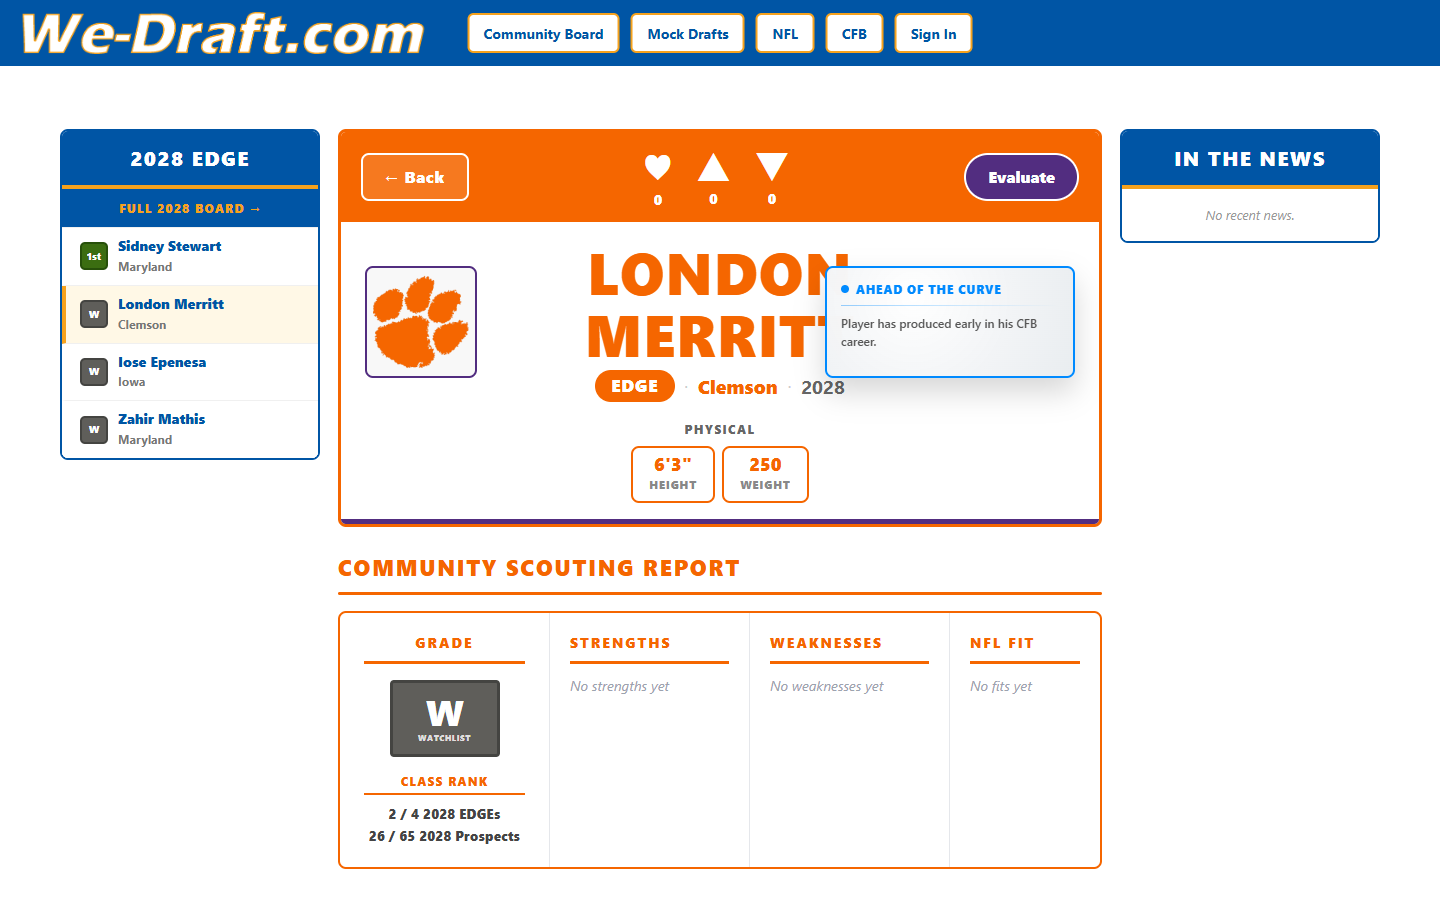 We-Draft.com
Community Board
Mock Drafts
NFL
CFB
Sign In
2028 EDGE
FULL 2028 BOARD →
1st
Sidney Stewart
Maryland
W
London Merritt
Clemson
W
Iose Epenesa
Iowa
W
Zahir Mathis
Maryland
← Back
0
0
0
Evaluate
LONDON
MERRITT
EDGE · Clemson · 2028
AHEAD OF THE CURVE
Player has produced early in his CFB
career.
PHYSICAL
6'3"
HEIGHT
250
WEIGHT
IN THE NEWS
No recent news.
COMMUNITY SCOUTING REPORT
GRADE
W
WATCHLIST
CLASS RANK
2 / 4 2028 EDGEs
26 / 65 2028 Prospects
STRENGTHS
No strengths yet
WEAKNESSES
No weaknesses yet
NFL FIT
No fits yet